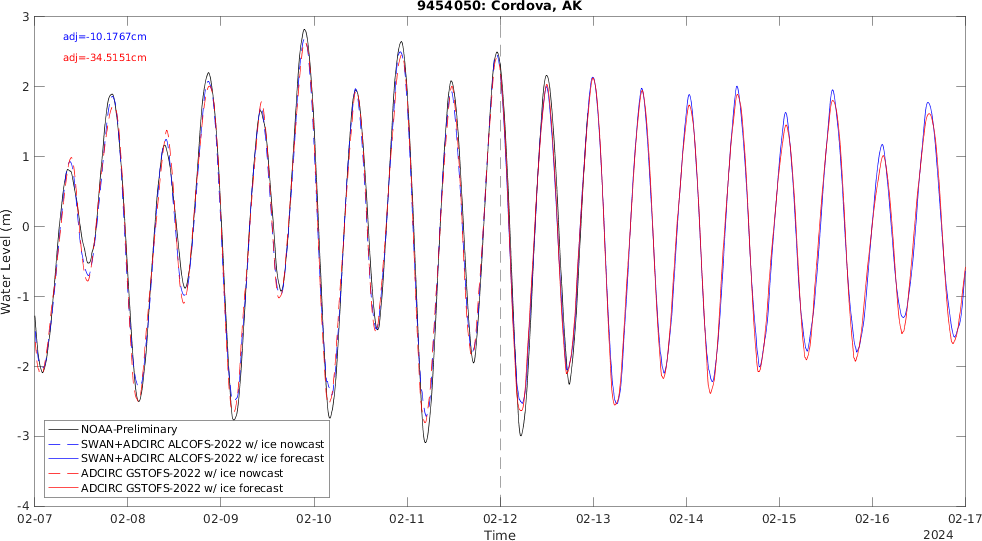 9454050: Cordova, AK
adj=-10.1767cm
adj=-34.5151cm
Water Level (m)
3
2
1
0
-1
-2
-3
-4
NOAA-Preliminary
SWAN+ADCIRC ALCOFS-2022 w/ ice nowcast
SWAN+ADCIRC ALCOFS-2022 w/ ice forecast
ADCIRC GSTOFS-2022 w/ ice nowcast
ADCIRC GSTOFS-2022 w/ ice forecast
02-07 02-08 02-09 02-10 02-11 02-12 02-13 02-14 02-15 02-16 02-17
Time
2024